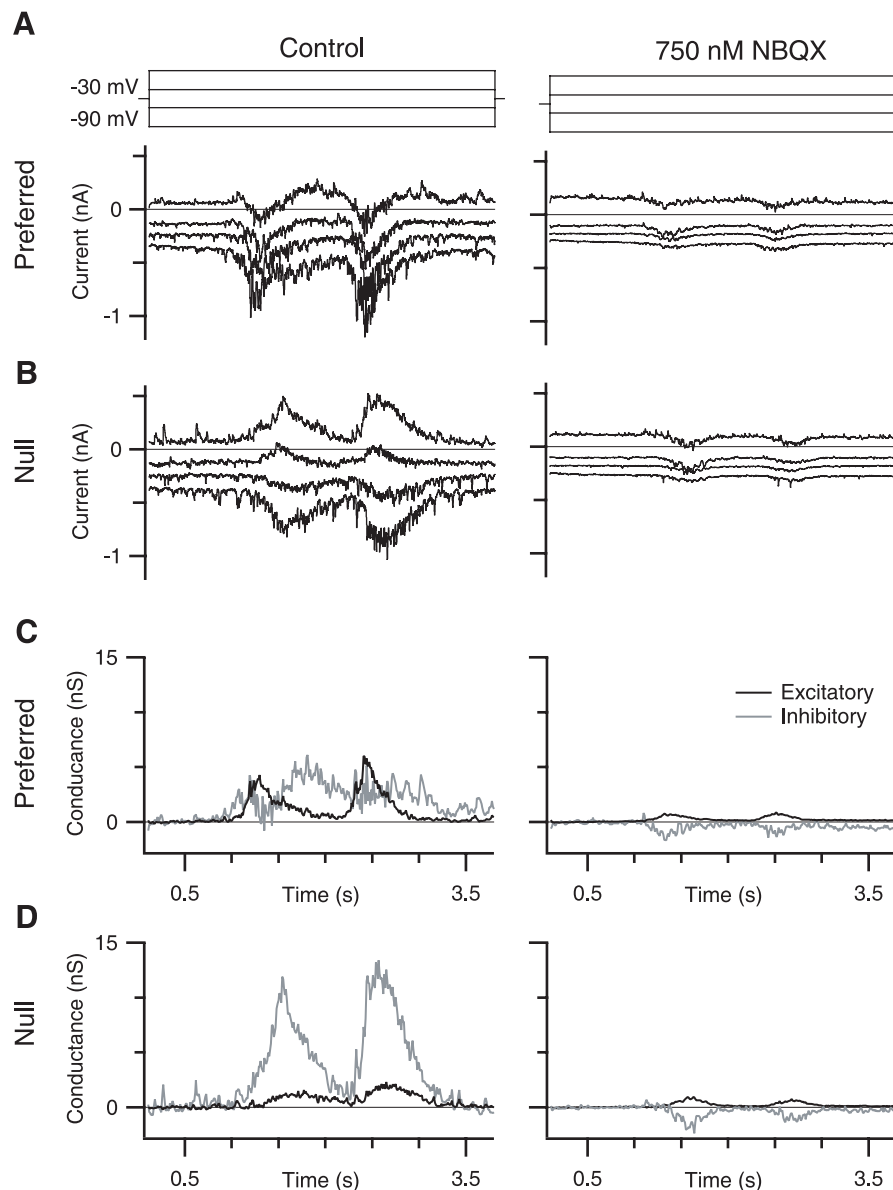 A
Control
750 nM NBQX
-30 mV
-90 mV
Preferred
Current (nA)
0
-1
B
Null
Current (nA)
0
-1
C
Preferred
Conducance (nS)
15
0
Excitatory
Inhibitory
0.5
Time (s)
3.5
0.5
Time (s)
3.5
D
Null
Conductance (nS)
15
0
0.5
Time (s)
3.5
0.5
Time (s)
3.5